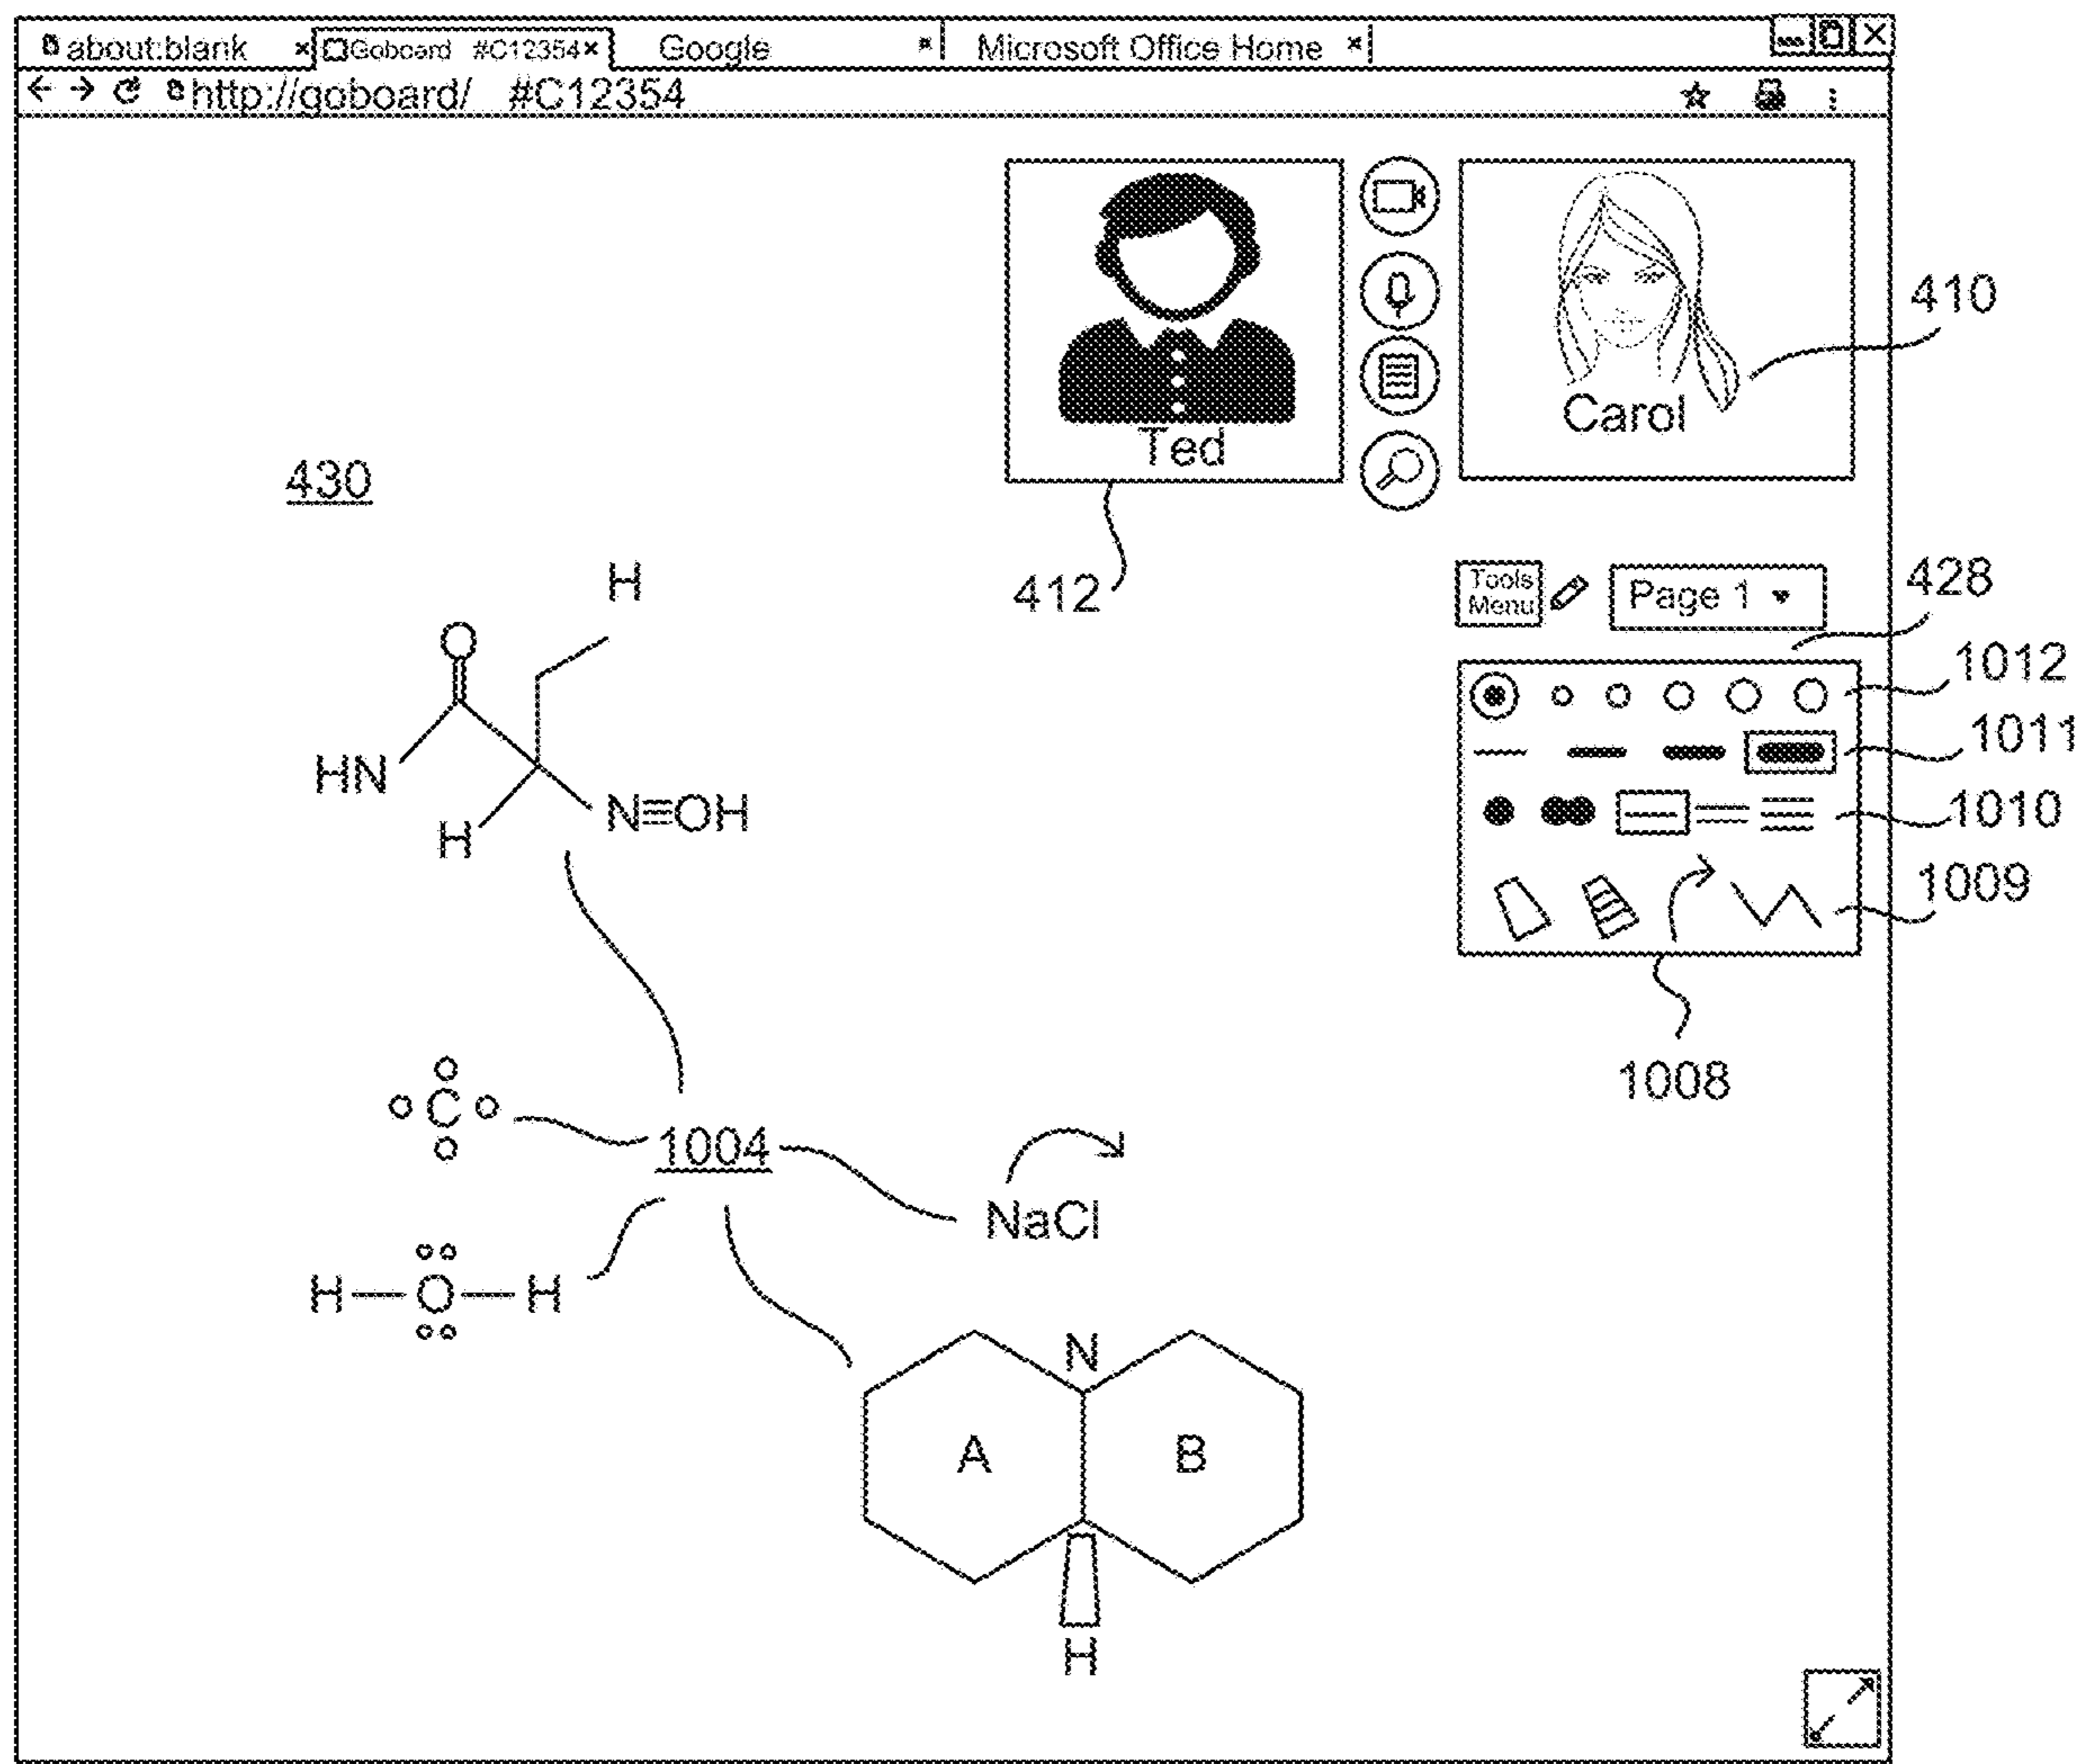 about:blank × Goboard #C12354× Google × Microsoft Office Home ×
http://goboard/ #C12354
Ted
Carol
410
430
412
Tools
Menu
Page 1
428
1012
1011
1010
1009
1008
H
O
HN
H
N≡OH
C
1004
NaCl
H—O—H
N
A
B
H